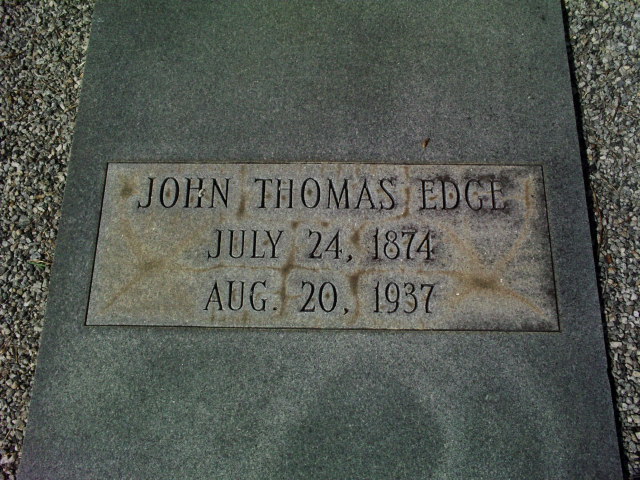 JOHN THOMAS EDGE
JULY 24, 1874
AUG. 20, 1937